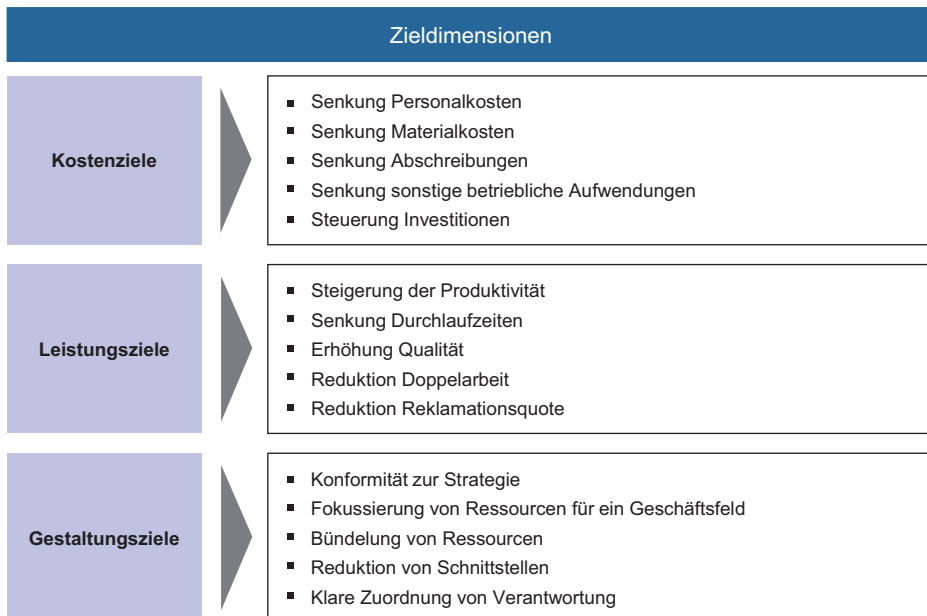 Zieldimensionen
Kostenziele
▪ Senkung Personalkosten
▪ Senkung Materialkosten
▪ Senkung Abschreibungen
▪ Senkung sonstige betriebliche Aufwendungen
▪ Steuerung Investitionen
Leistungsziele
▪ Steigerung der Produktivität
▪ Senkung Durchlaufzeiten
▪ Erhöhung Qualität
▪ Reduktion Doppelarbeit
▪ Reduktion Reklamationsquote
Gestaltungsziele
▪ Konformität zur Strategie
▪ Fokussierung von Ressourcen für ein Geschäftsfeld
▪ Bündelung von Ressourcen
▪ Reduktion von Schnittstellen
▪ Klare Zuordnung von Verantwortung